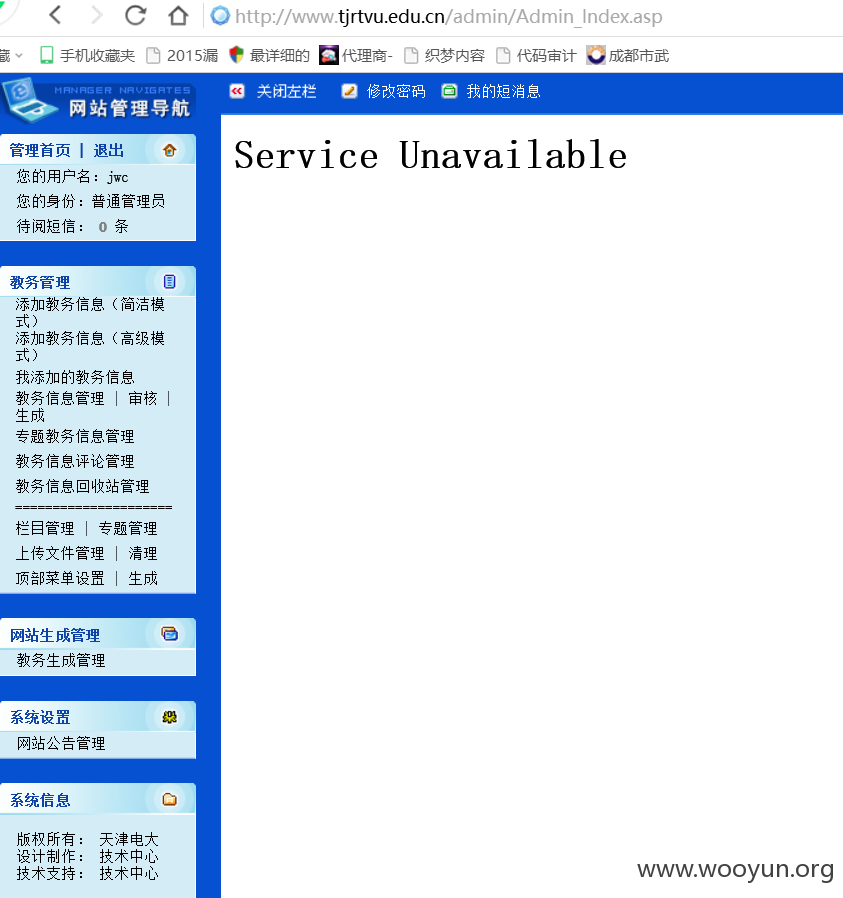 http://www.tjrtvu.edu.cn/admin/Admin_Index.asp
藏 手机收藏夹 2015漏 最详细的 代理商- 织梦内容 代码审计 成都市武
MANAGER NAVIGATES
网站管理导航
关闭左栏 修改密码 我的短消息
管理首页 | 退出
您的用户名：jwc
您的身份：普通管理员
待阅短信： 0 条
Service Unavailable
教务管理
添加教务信息（简洁模
式）
添加教务信息（高级模
式）
我添加的教务信息
教务信息管理 | 审核 |
生成
专题教务信息管理
教务信息评论管理
教务信息回收站管理
=====================
栏目管理 | 专题管理
上传文件管理 | 清理
顶部菜单设置 | 生成
网站生成管理
教务生成管理
系统设置
网站公告管理
系统信息
版权所有： 天津电大
设计制作： 技术中心
技术支持： 技术中心
www.wooyun.org